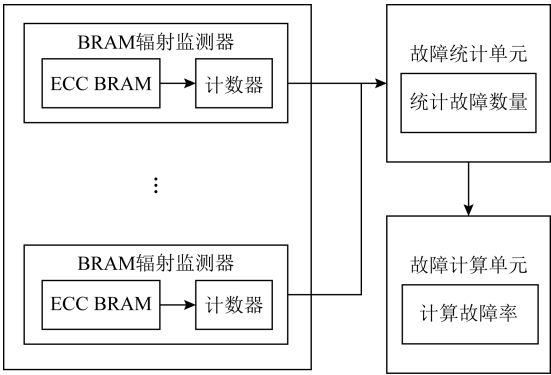 BRAM辐射监测器
ECC BRAM
计数器
⋮
BRAM辐射监测器
ECC BRAM
计数器
故障统计单元
统计故障数量
故障计算单元
计算故障率